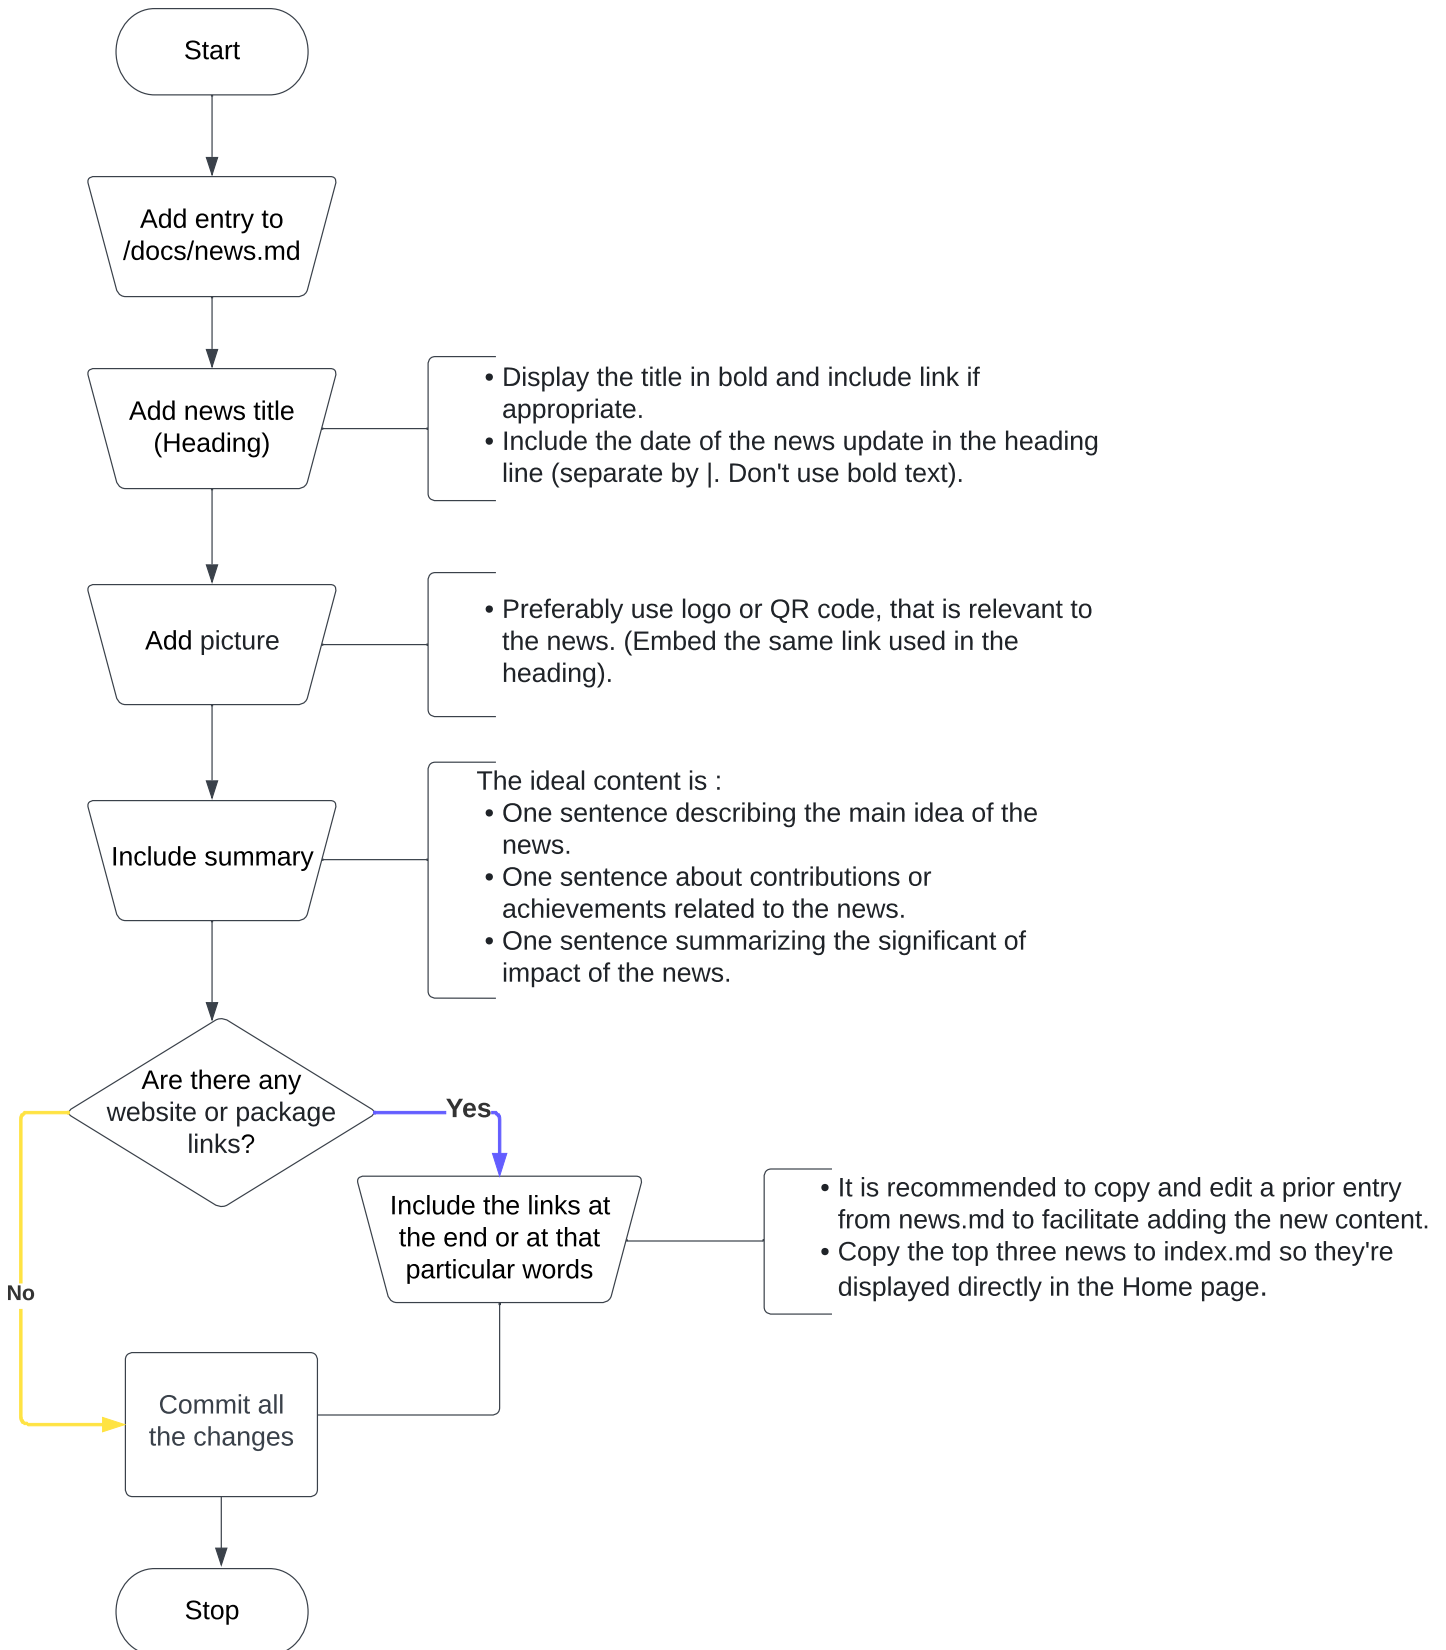 Start
Add entry to
/docs/news.md
Add news title
(Heading)
• Display the title in bold and include link if
appropriate.
• Include the date of the news update in the heading
line (separate by |. Don't use bold text).
Add picture
• Preferably use logo or QR code, that is relevant to
the news. (Embed the same link used in the
heading).
Include summary
The ideal content is :
• One sentence describing the main idea of the
news.
• One sentence about contributions or
achievements related to the news.
• One sentence summarizing the significant of
impact of the news.
Are there any
website or package
links?
Yes
Include the links at
the end or at that
particular words
• It is recommended to copy and edit a prior entry
from news.md to facilitate adding the new content.
• Copy the top three news to index.md so they're
displayed directly in the Home page.
No
Commit all
the changes
Stop